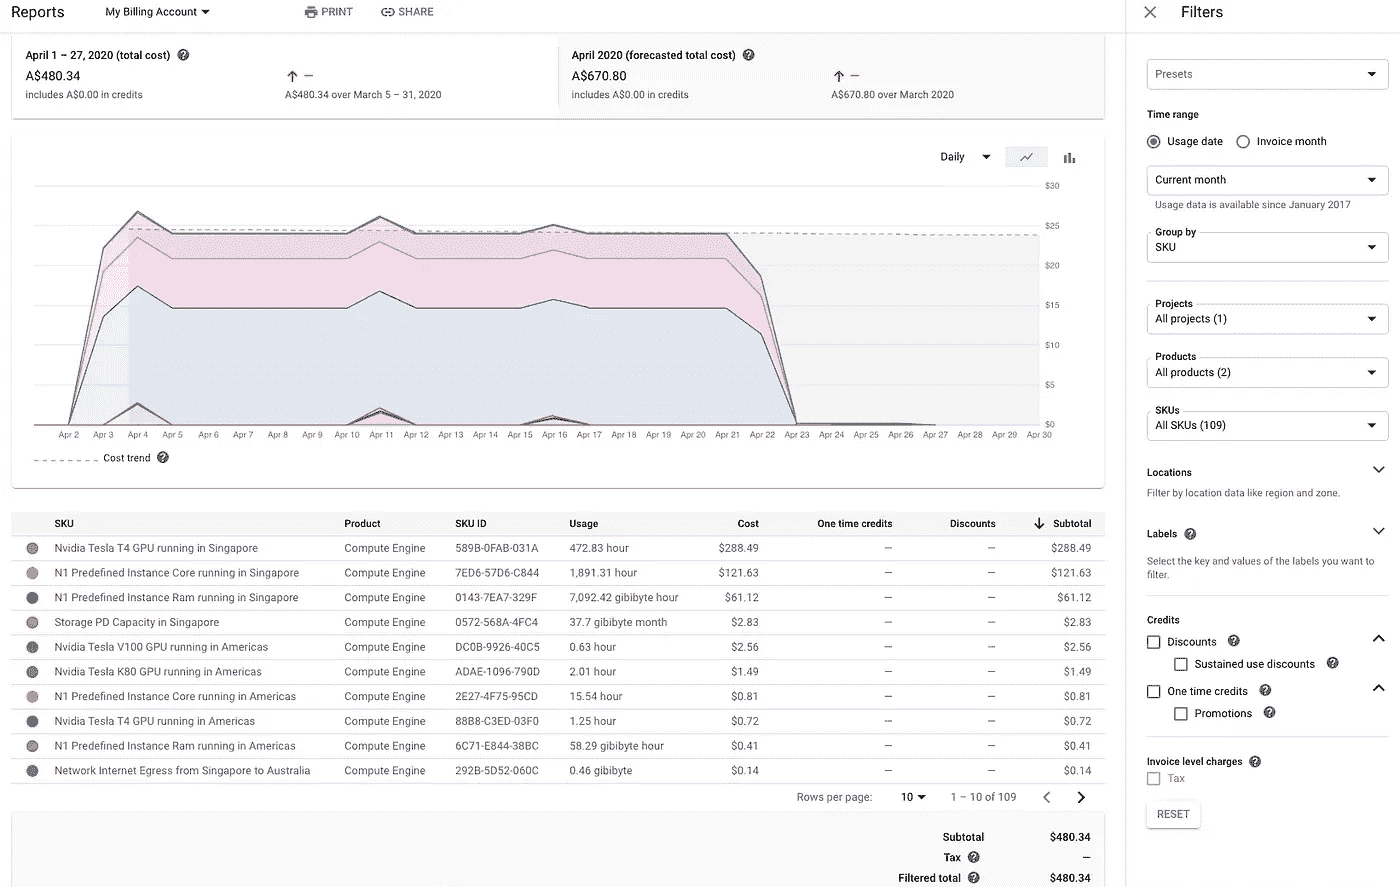 Reports
My Billing Account
PRINT
SHARE
April 1 – 27, 2020 (total cost)
A$480.34
includes A$0.00 in credits
—
A$480.34 over March 5 – 31, 2020
April 2020 (forecasted total cost)
A$670.80
includes A$0.00 in credits
—
A$670.80 over March 2020
Daily
$30
$25
$20
$15
$10
$5
$0
Apr 2 Apr 3 Apr 4 Apr 5 Apr 6 Apr 7 Apr 8 Apr 9 Apr 10 Apr 11 Apr 12 Apr 13 Apr 14 Apr 15 Apr 16 Apr 17 Apr 18 Apr 19 Apr 20 Apr 21 Apr 22 Apr 23 Apr 24 Apr 25 Apr 26 Apr 27 Apr 28 Apr 29 Apr 30
Cost trend
SKU Product SKU ID Usage Cost One time credits Discounts Subtotal
Nvidia Tesla T4 GPU running in Singapore Compute Engine 589B-0FAB-031A 472.83 hour $288.49 — — $288.49
N1 Predefined Instance Core running in Singapore Compute Engine 7ED6-57D6-C844 1,891.31 hour $121.63 — — $121.63
N1 Predefined Instance Ram running in Singapore Compute Engine 0143-7EA7-329F 7,092.42 gibibyte hour $61.12 — — $61.12
Storage PD Capacity in Singapore Compute Engine 0572-568A-4FC4 37.7 gibibyte month $2.83 — — $2.83
Nvidia Tesla V100 GPU running in Americas Compute Engine DC0B-9926-40C5 0.63 hour $2.56 — — $2.56
Nvidia Tesla K80 GPU running in Americas Compute Engine ADAE-1096-790D 2.01 hour $1.49 — — $1.49
N1 Predefined Instance Core running in Americas Compute Engine 2E27-4F75-95CD 15.54 hour $0.81 — — $0.81
Nvidia Tesla T4 GPU running in Americas Compute Engine 88B8-C3ED-03F0 1.25 hour $0.72 — — $0.72
N1 Predefined Instance Ram running in Americas Compute Engine 6C71-E844-38BC 58.29 gibibyte hour $0.41 — — $0.41
Network Internet Egress from Singapore to Australia Compute Engine 292B-5D52-060C 0.46 gibibyte $0.14 — — $0.14
Rows per page: 10 1 – 10 of 109
Subtotal $480.34
Tax —
Filtered total $480.34
Filters
Presets
Time range
Usage date
Invoice month
Current month
Usage data is available since January 2017
Group by
SKU
Projects
All projects (1)
Products
All products (2)
SKUs
All SKUs (109)
Locations
Filter by location data like region and zone.
Labels
Select the key and values of the labels you want to
filter.
Credits
Discounts
Sustained use discounts
One time credits
Promotions
Invoice level charges
Tax
RESET